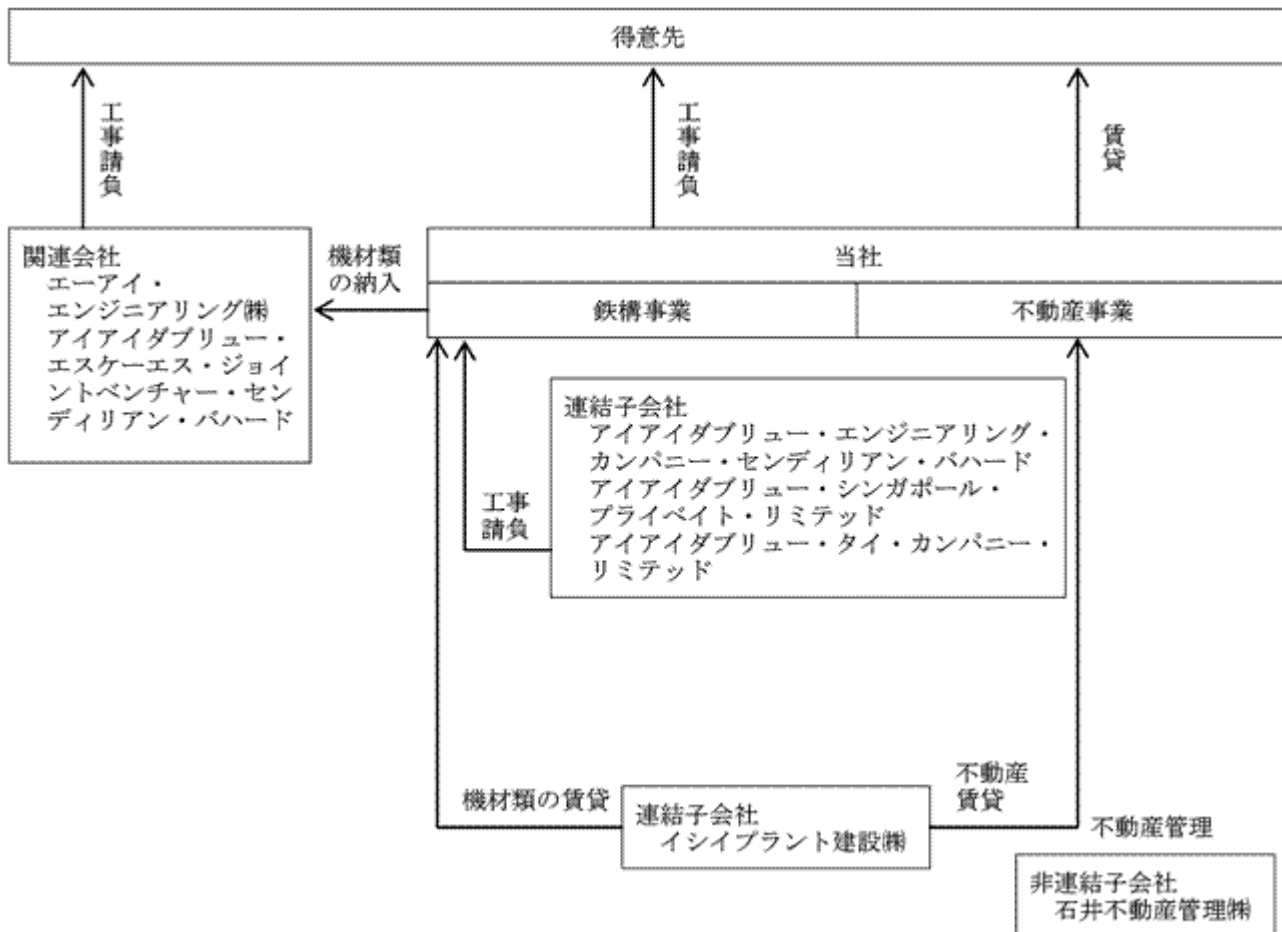 得意先
工事請負
工事請負
賃貸
関連会社
エーアイ・
エンジニアリング㈱
アイアイダブリュー・
エスケーエス・ジョイ
ントベンチャー・セン
ディリアン・バハード
機材類
の納入
当社
鉄構事業
不動産事業
連結子会社
アイアイダブリュー・エンジニアリング・
カンパニー・センディリアン・バハード
アイアイダブリュー・シンガポール・
プライベイト・リミテッド
アイアイダブリュー・タイ・カンパニー・
リミテッド
工事
請負
機材類の賃貸
連結子会社
イシイプラント建設㈱
不動産
賃貸
不動産管理
非連結子会社
石井不動産管理㈱